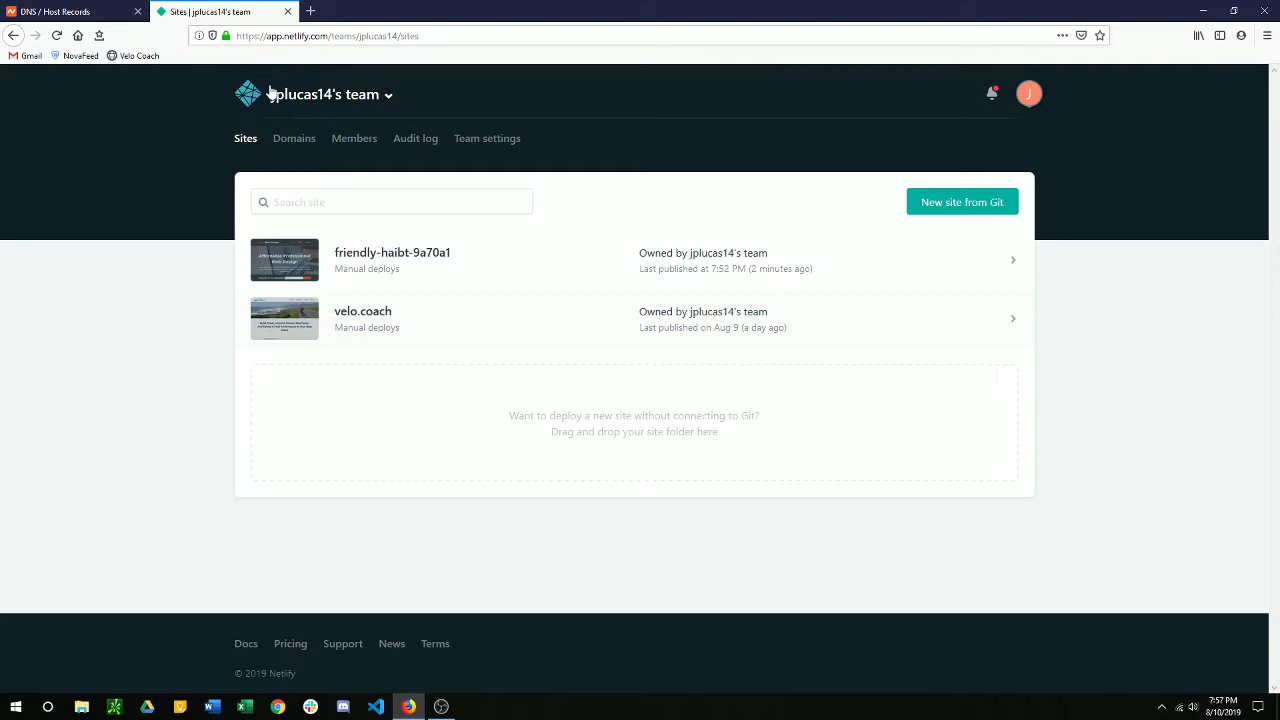 DNS / Host Records
Sites | jplucas14's team
https://app.netlify.com/teams/jplucas14/sites
Gmail
NovaFeed
Velo Coach
jplucas14's team
J
Sites
Domains
Members
Audit log
Team settings
Search site
New site from Git
friendly-haibt-9a70a1
Manual deploys
Owned by jplucas14's team
Last published at 7:52 PM (2 minutes ago)
velo.coach
Manual deploys
Owned by jplucas14's team
Last published on Aug 9 (a day ago)
Want to deploy a new site without connecting to Git?
Drag and drop your site folder here
Docs
Pricing
Support
News
Terms
© 2019 Netlify
7:57 PM
8/10/2019